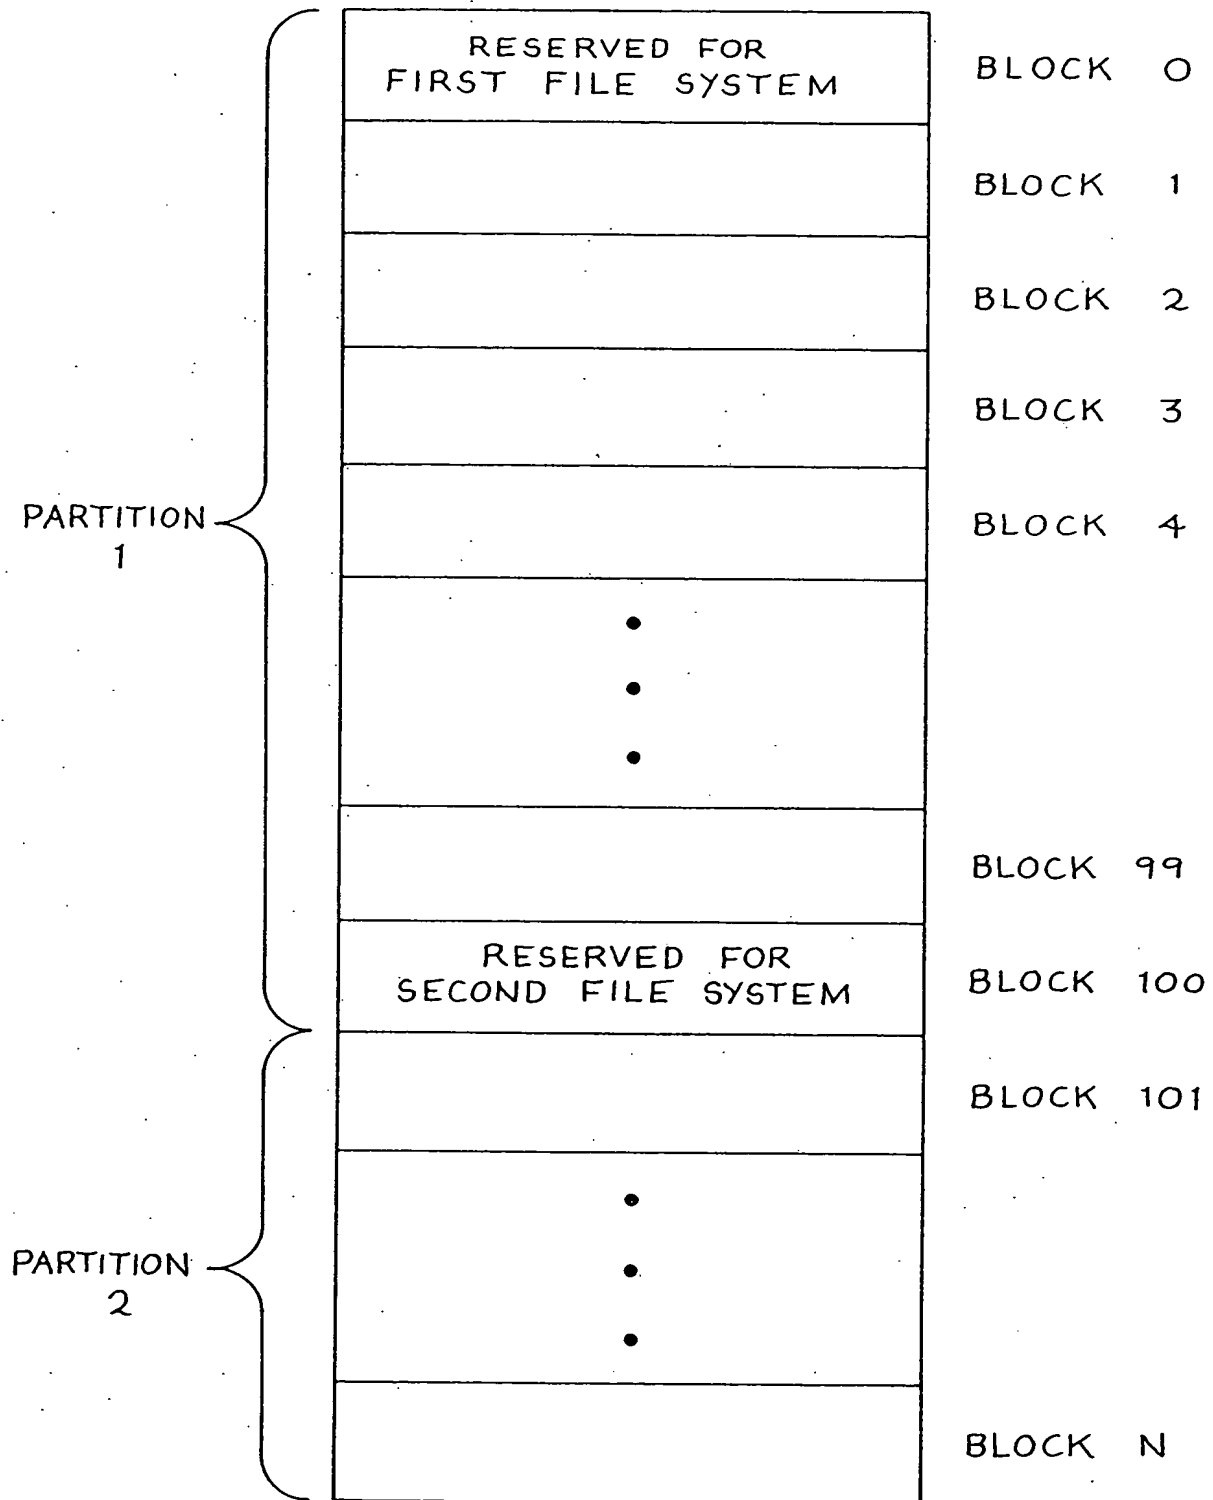 RESERVED FOR
FIRST FILE SYSTEM
BLOCK 0
BLOCK 1
BLOCK 2
BLOCK 3
PARTITION
1
BLOCK 4
BLOCK 99
RESERVED FOR
SECOND FILE SYSTEM
BLOCK 100
BLOCK 101
PARTITION
2
BLOCK N